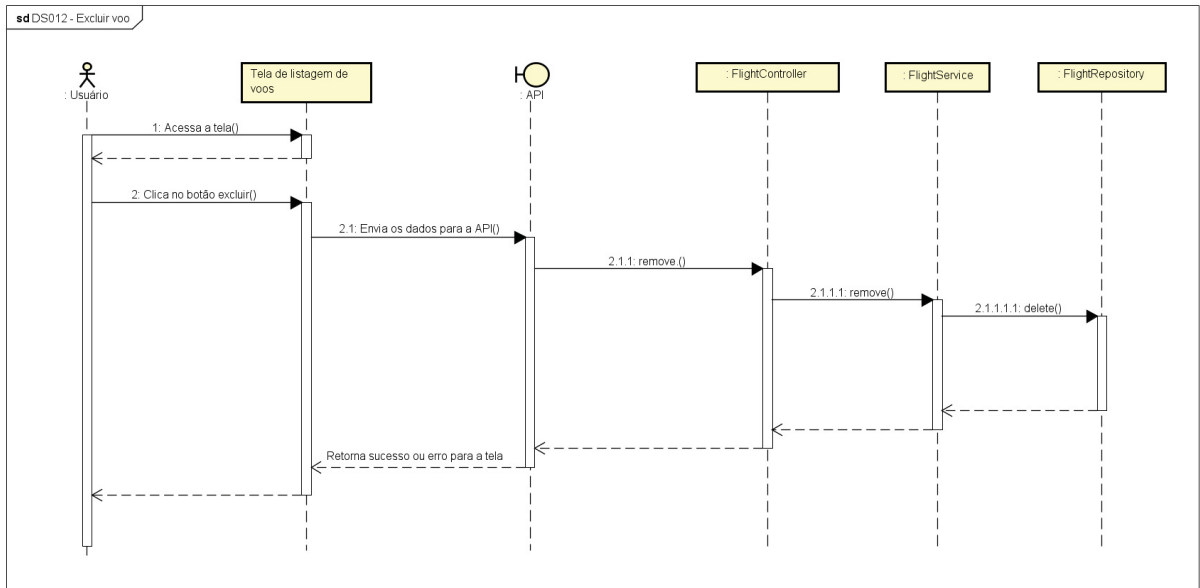 sd DS012 - Excluir voo
: Usuário
Tela de listagem de
voos
: API
: FlightController
: FlightService
: FlightRepository
1: Acessa a tela()
2: Clica no botão excluir()
2.1: Envia os dados para a API()
2.1.1: remove.()
2.1.1.1: remove()
2.1.1.1.1: delete()
Retorna sucesso ou erro para a tela